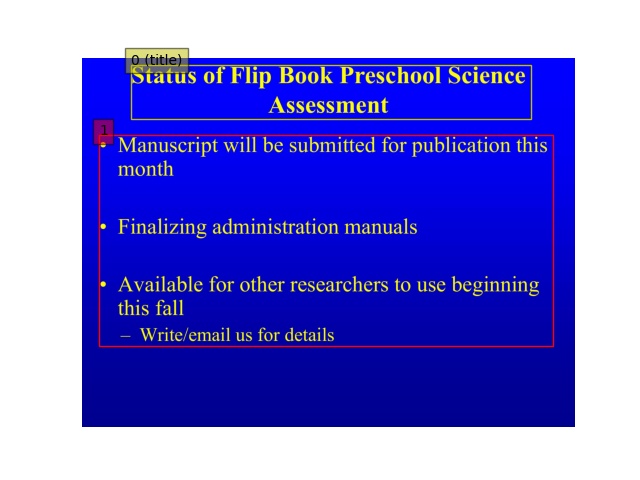 0 (title)
Status of Flip Book Preschool Science
Assessment
1
• Manuscript will be submitted for publication this
month
• Finalizing administration manuals
• Available for other researchers to use beginning
this fall
– Write/email us for details